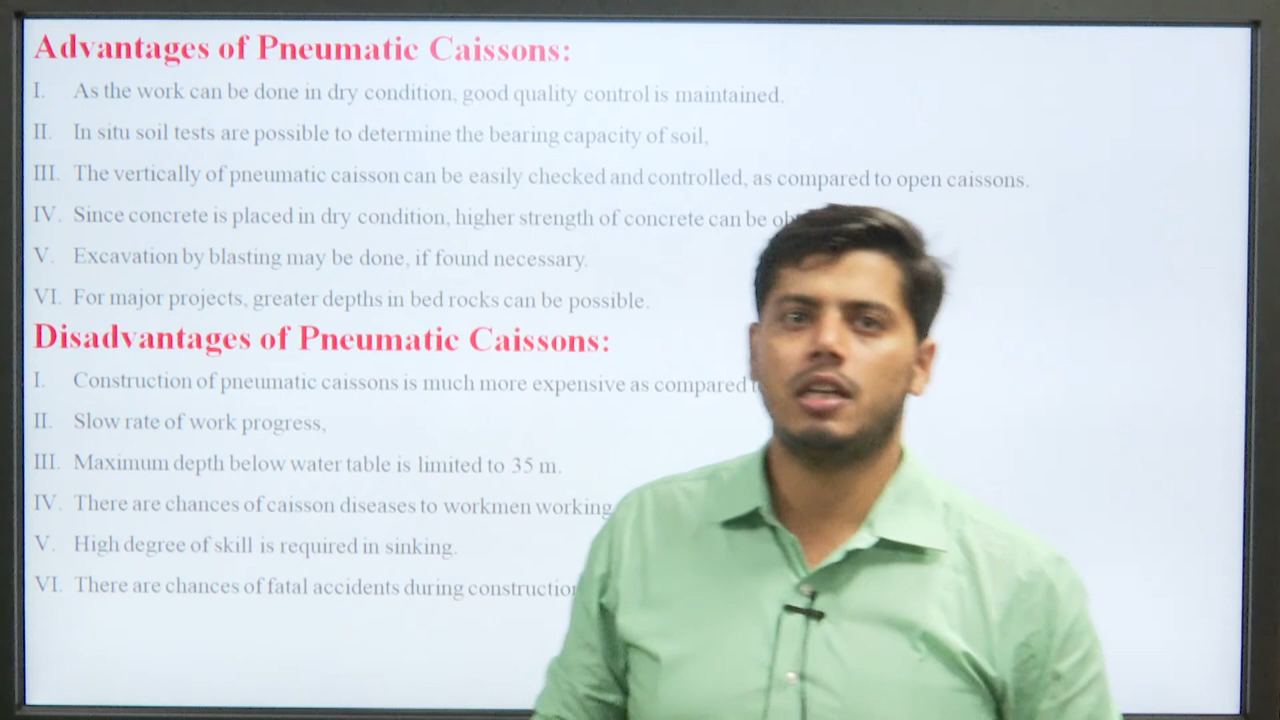 Advantages of Pneumatic Caissons:
I. As the work can be done in dry condition, good quality control is maintained.
II. In situ soil tests are possible to determine the bearing capacity of soil,
III. The vertically of pneumatic caisson can be easily checked and controlled, as compared to open caissons.
IV. Since concrete is placed in dry condition, higher strength of concrete can be
V. Excavation by blasting may be done, if found necessary.
VI. For major projects, greater depths in bed rocks can be possible.
Disadvantages of Pneumatic Caissons:
I. Construction of pneumatic caissons is much more expensive as compared
II. Slow rate of work progress,
III. Maximum depth below water table is limited to 35 m.
IV. There are chances of caisson diseases to workmen working
V. High degree of skill is required in sinking.
VI. There are chances of fatal accidents during construction